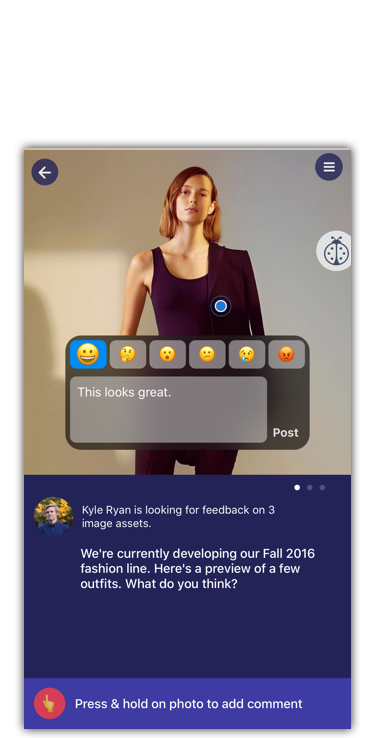 This looks great.
Post
Kyle Ryan is looking for feedback on 3
image assets.
We're currently developing our Fall 2016
fashion line. Here's a preview of a few
outfits. What do you think?
Press & hold on photo to add comment